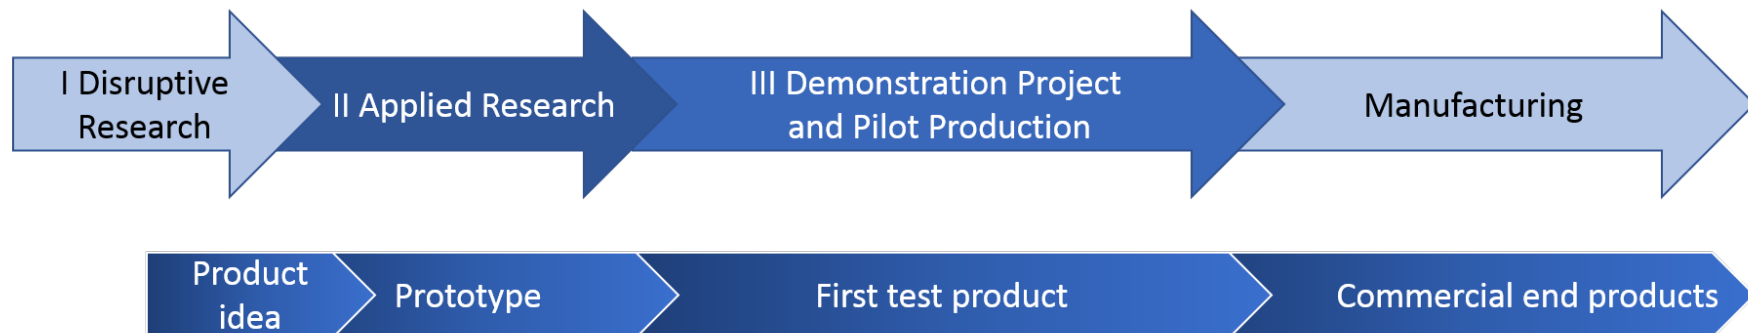 I Disruptive
Research
II Applied Research
III Demonstration Project
and Pilot Production
Manufacturing
Product
idea
Prototype
First test product
Commercial end products